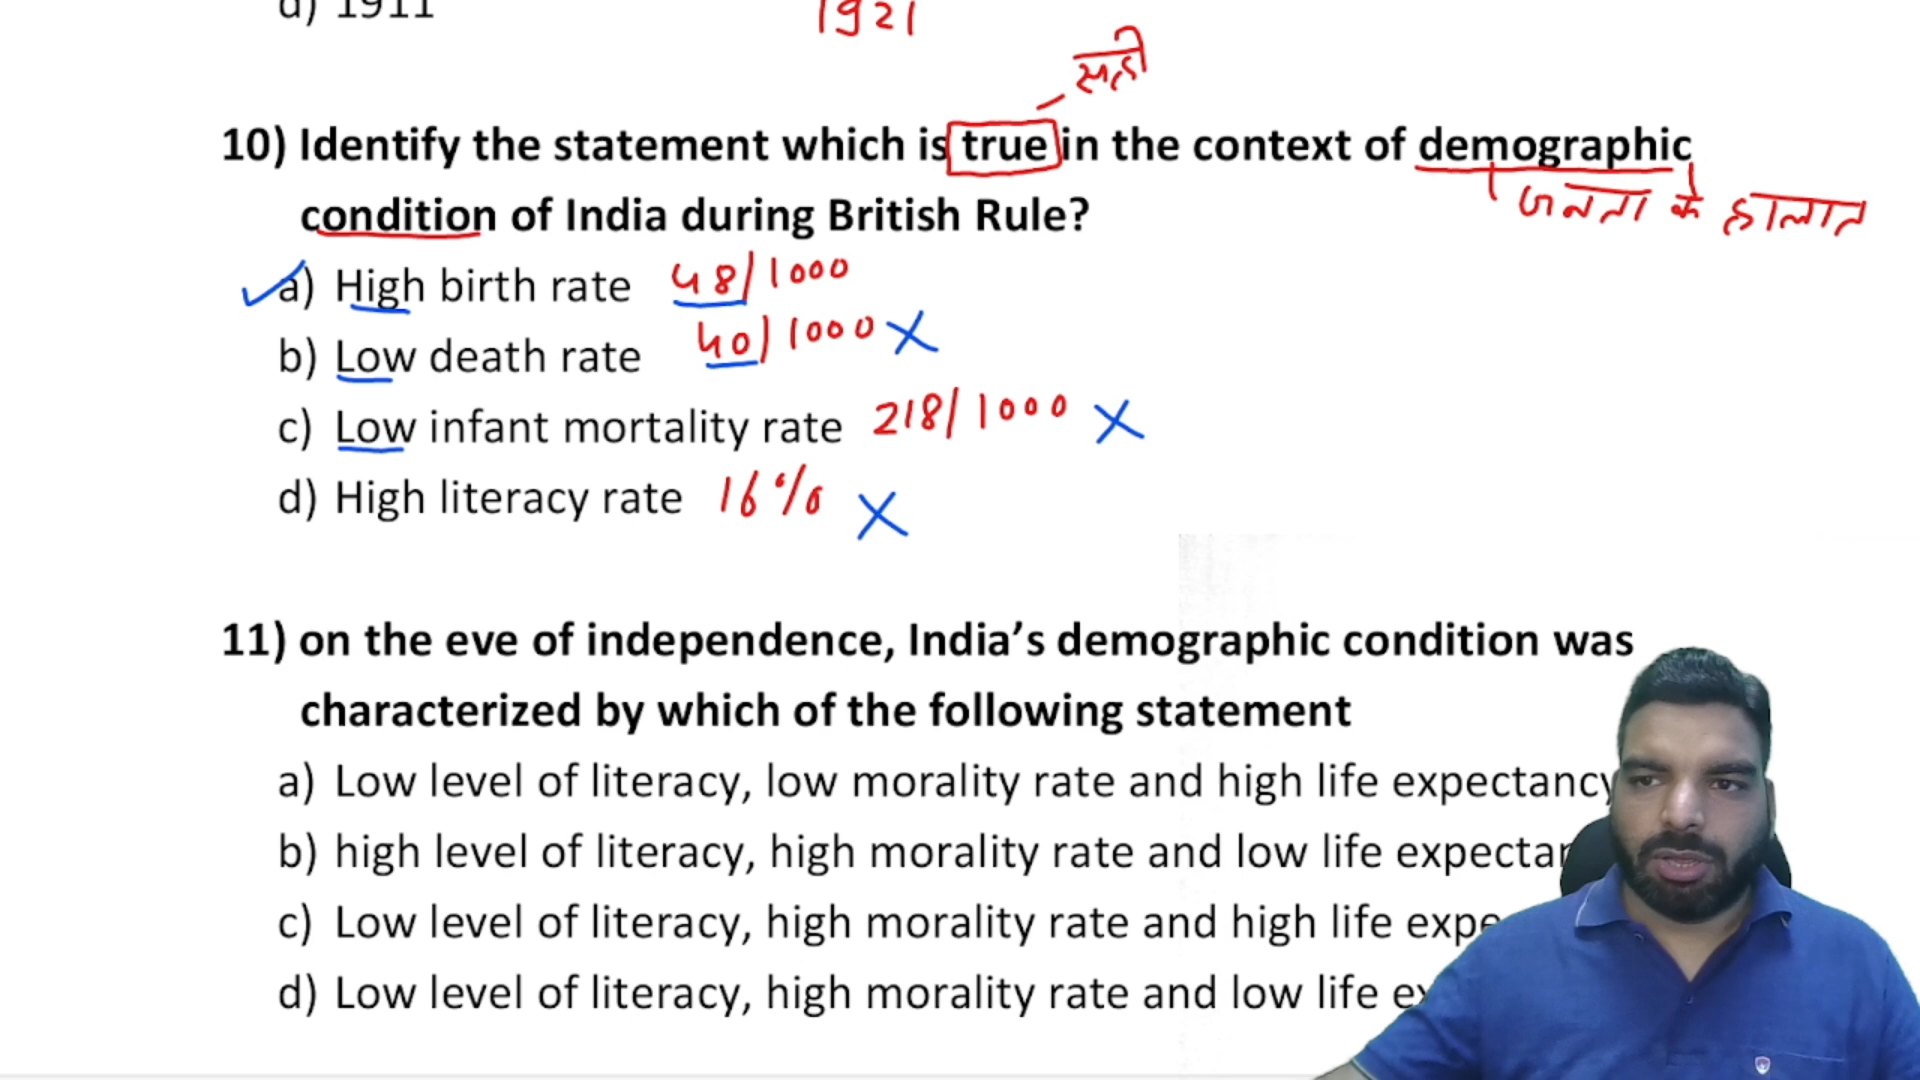 d) 1911
1921
सही
10) Identify the statement which is true in the context of demographic
condition of India during British Rule?
जनता के हालात
a) High birth rate 48/1000
b) Low death rate 40/1000 X
c) Low infant mortality rate 218/1000 X
d) High literacy rate 16% X
11) on the eve of independence, India's demographic condition was
characterized by which of the following statement
a) Low level of literacy, low morality rate and high life expectancy
b) high level of literacy, high morality rate and low life expectan
c) Low level of literacy, high morality rate and high life expe
d) Low level of literacy, high morality rate and low life ex